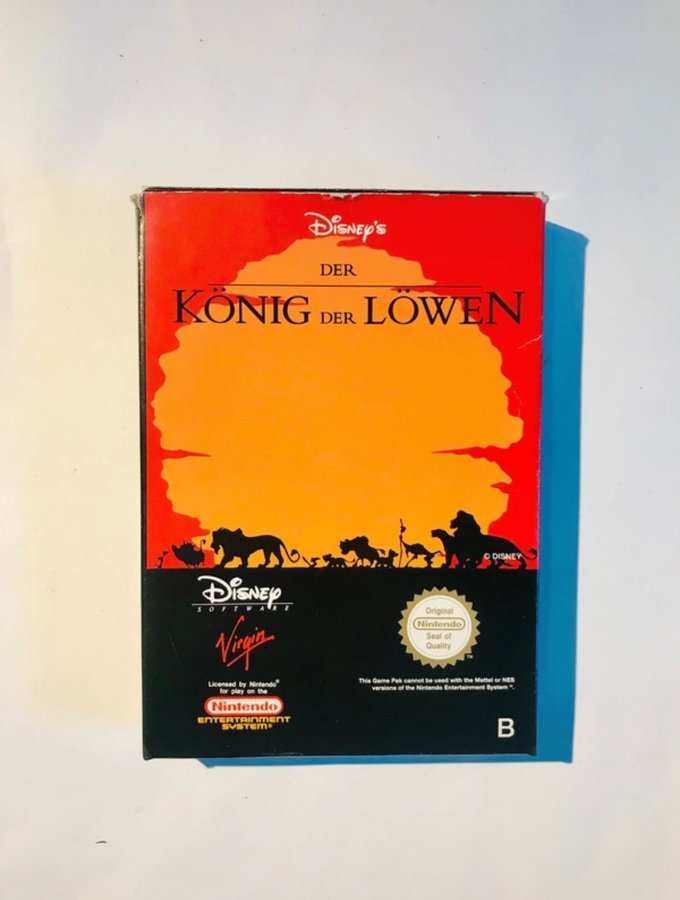 Disney's
DER
KÖNIG DER LÖWEN
© DISNEY
Disney
SOFTWARE
Virgin
Licensed by Nintendo®
for play on the
Nintendo
ENTERTAINMENT
SYSTEM®
Original
Nintendo
Seal of
Quality
TM
This Game Pak cannot be used with the Mattel or NES
versions of the Nintendo Entertainment System ™.
B